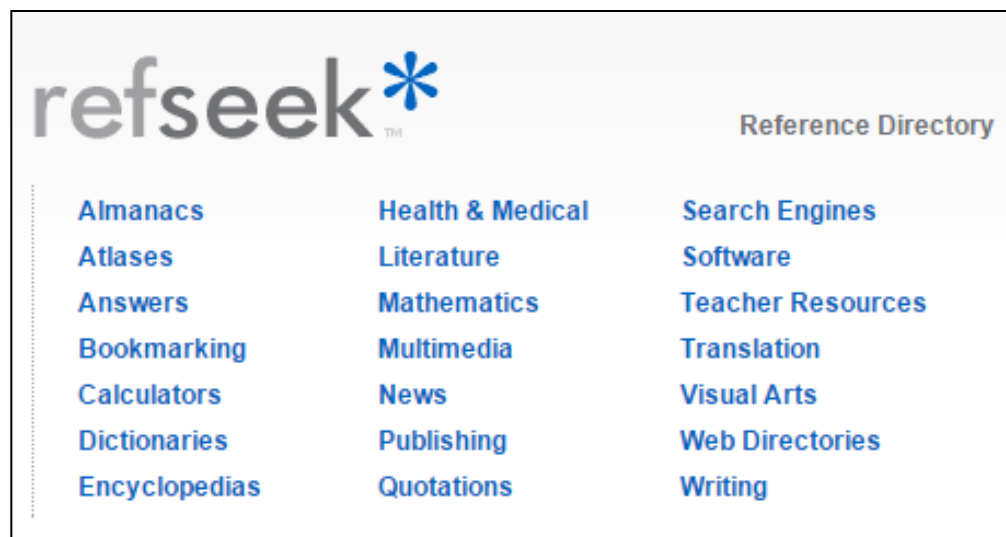 refseek*™
Reference Directory
Almanacs
Atlases
Answers
Bookmarking
Calculators
Dictionaries
Encyclopedias
Health & Medical
Literature
Mathematics
Multimedia
News
Publishing
Quotations
Search Engines
Software
Teacher Resources
Translation
Visual Arts
Web Directories
Writing